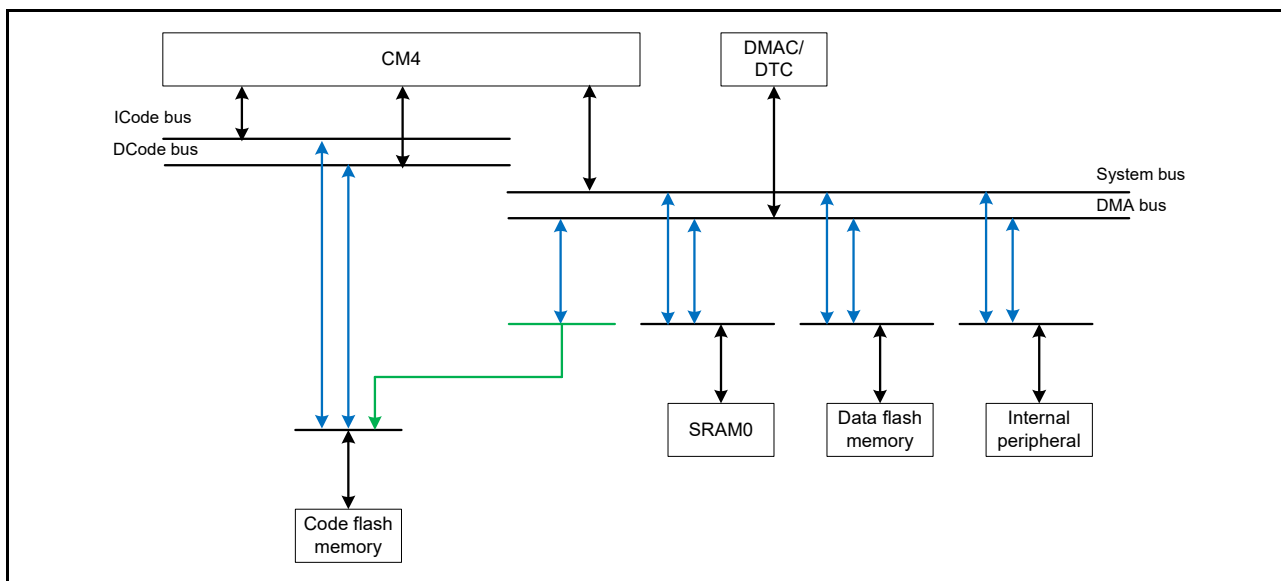 CM4
DMAC/
DTC
ICode bus
DCode bus
System bus
DMA bus
SRAM0
Data flash
memory
Internal
peripheral
Code flash
memory